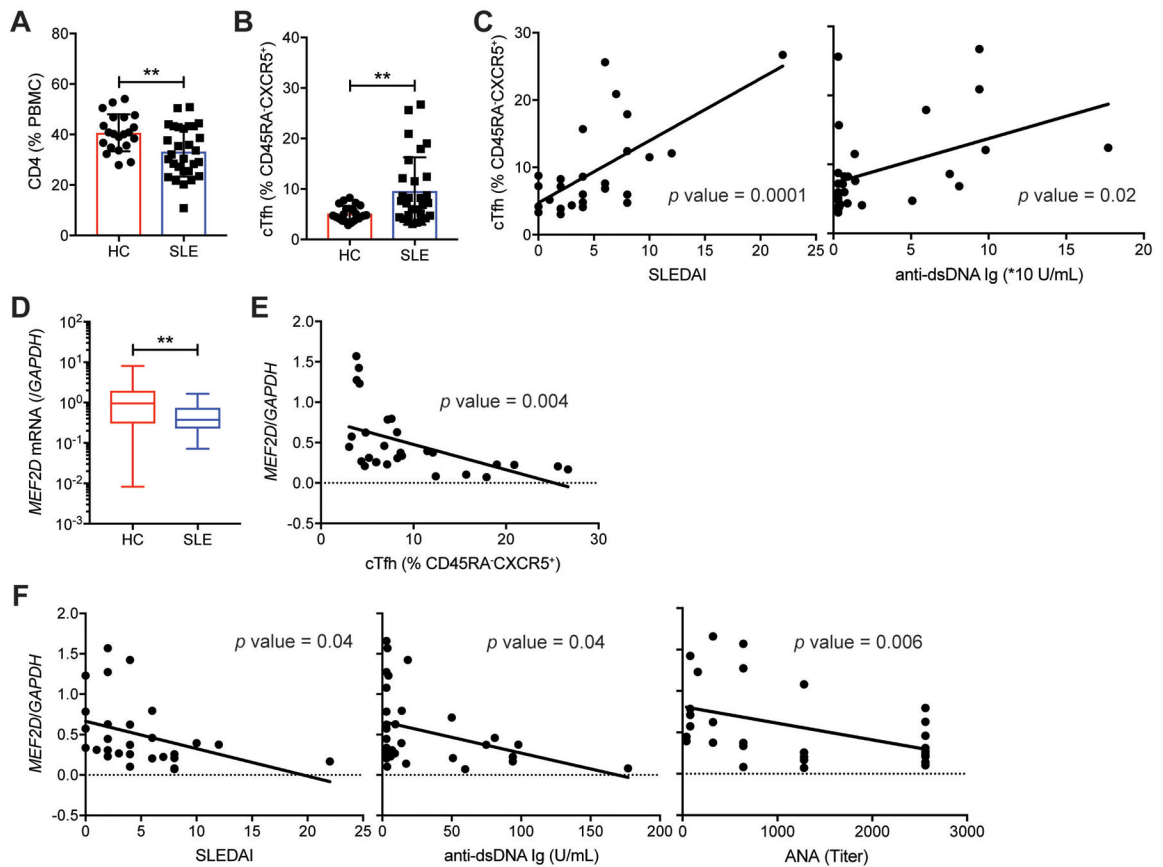 A
CD4 (% PBMC)
80
60
40
20
0
**
HC
SLE
B
cTfh (% CD45RA⁻CXCR5⁺)
40
30
20
10
0
**
HC
SLE
C
cTfh (% CD45RA⁻CXCR5⁺)
30
20
10
0
p value = 0.0001
0
5
10
15
20
25
SLEDAI
p value = 0.02
0
5
10
15
20
anti-dsDNA Ig (*10 U/mL)
D
MEF2D mRNA (/GAPDH)
10²
10¹
10⁰
10⁻¹
10⁻²
10⁻³
**
HC
SLE
E
MEF2D/GAPDH
2.0
1.5
1.0
0.5
0.0
-0.5
p value = 0.004
0
10
20
30
cTfh (% CD45RA⁻CXCR5⁺)
F
MEF2D/GAPDH
2.0
1.5
1.0
0.5
0.0
-0.5
p value = 0.04
0
5
10
15
20
25
SLEDAI
p value = 0.04
0
50
100
150
200
anti-dsDNA Ig (U/mL)
p value = 0.006
0
1000
2000
3000
ANA (Titer)